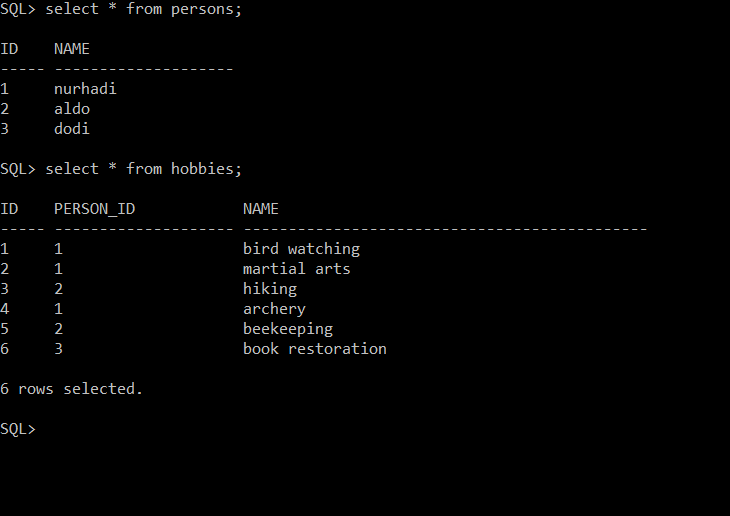 SQL> select * from persons;
ID    NAME
----- --------------------
1     nurhadi
2     aldo
3     dodi
SQL> select * from hobbies;
ID    PERSON_ID            NAME
----- -------------------- ---------------------------------------------
1     1                    bird watching
2     1                    martial arts
3     2                    hiking
4     1                    archery
5     2                    beekeeping
6     3                    book restoration
6 rows selected.
SQL>